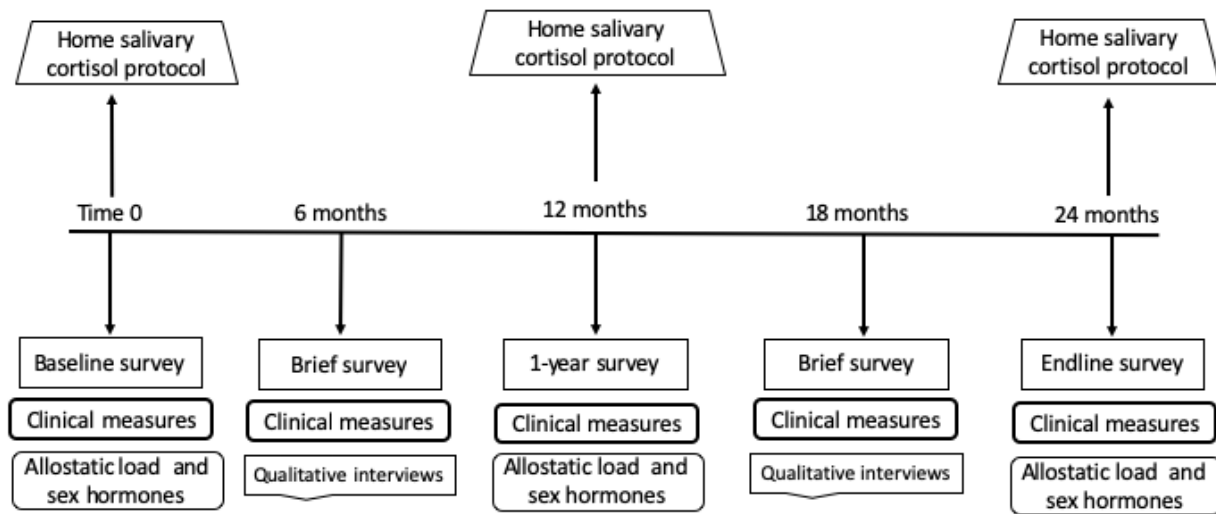 Home salivary
cortisol protocol
Home salivary
cortisol protocol
Home salivary
cortisol protocol
Time 0
6 months
12 months
18 months
24 months
Baseline survey
Brief survey
1-year survey
Brief survey
Endline survey
Clinical measures
Clinical measures
Clinical measures
Clinical measures
Clinical measures
Allostatic load and
sex hormones
Qualitative interviews
Allostatic load and
sex hormones
Qualitative interviews
Allostatic load and
sex hormones